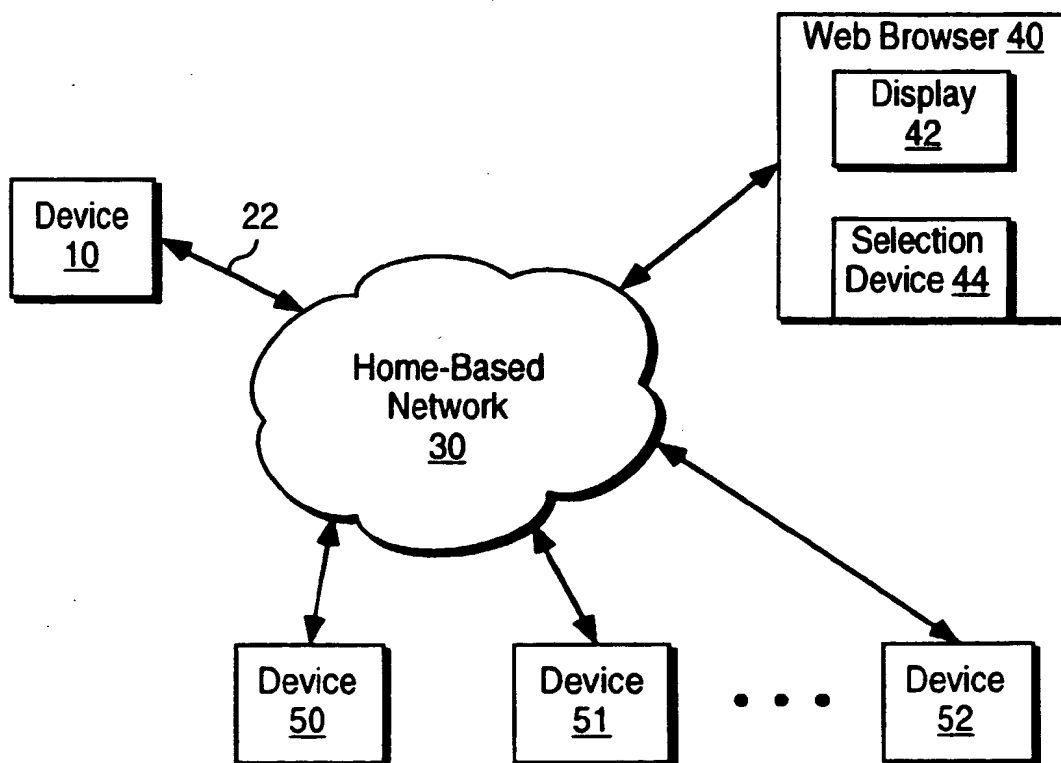 Web Browser 40
Display
42
Selection
Device 44
Device
10
22
Home-Based
Network
30
Device
50
Device
51
Device
52